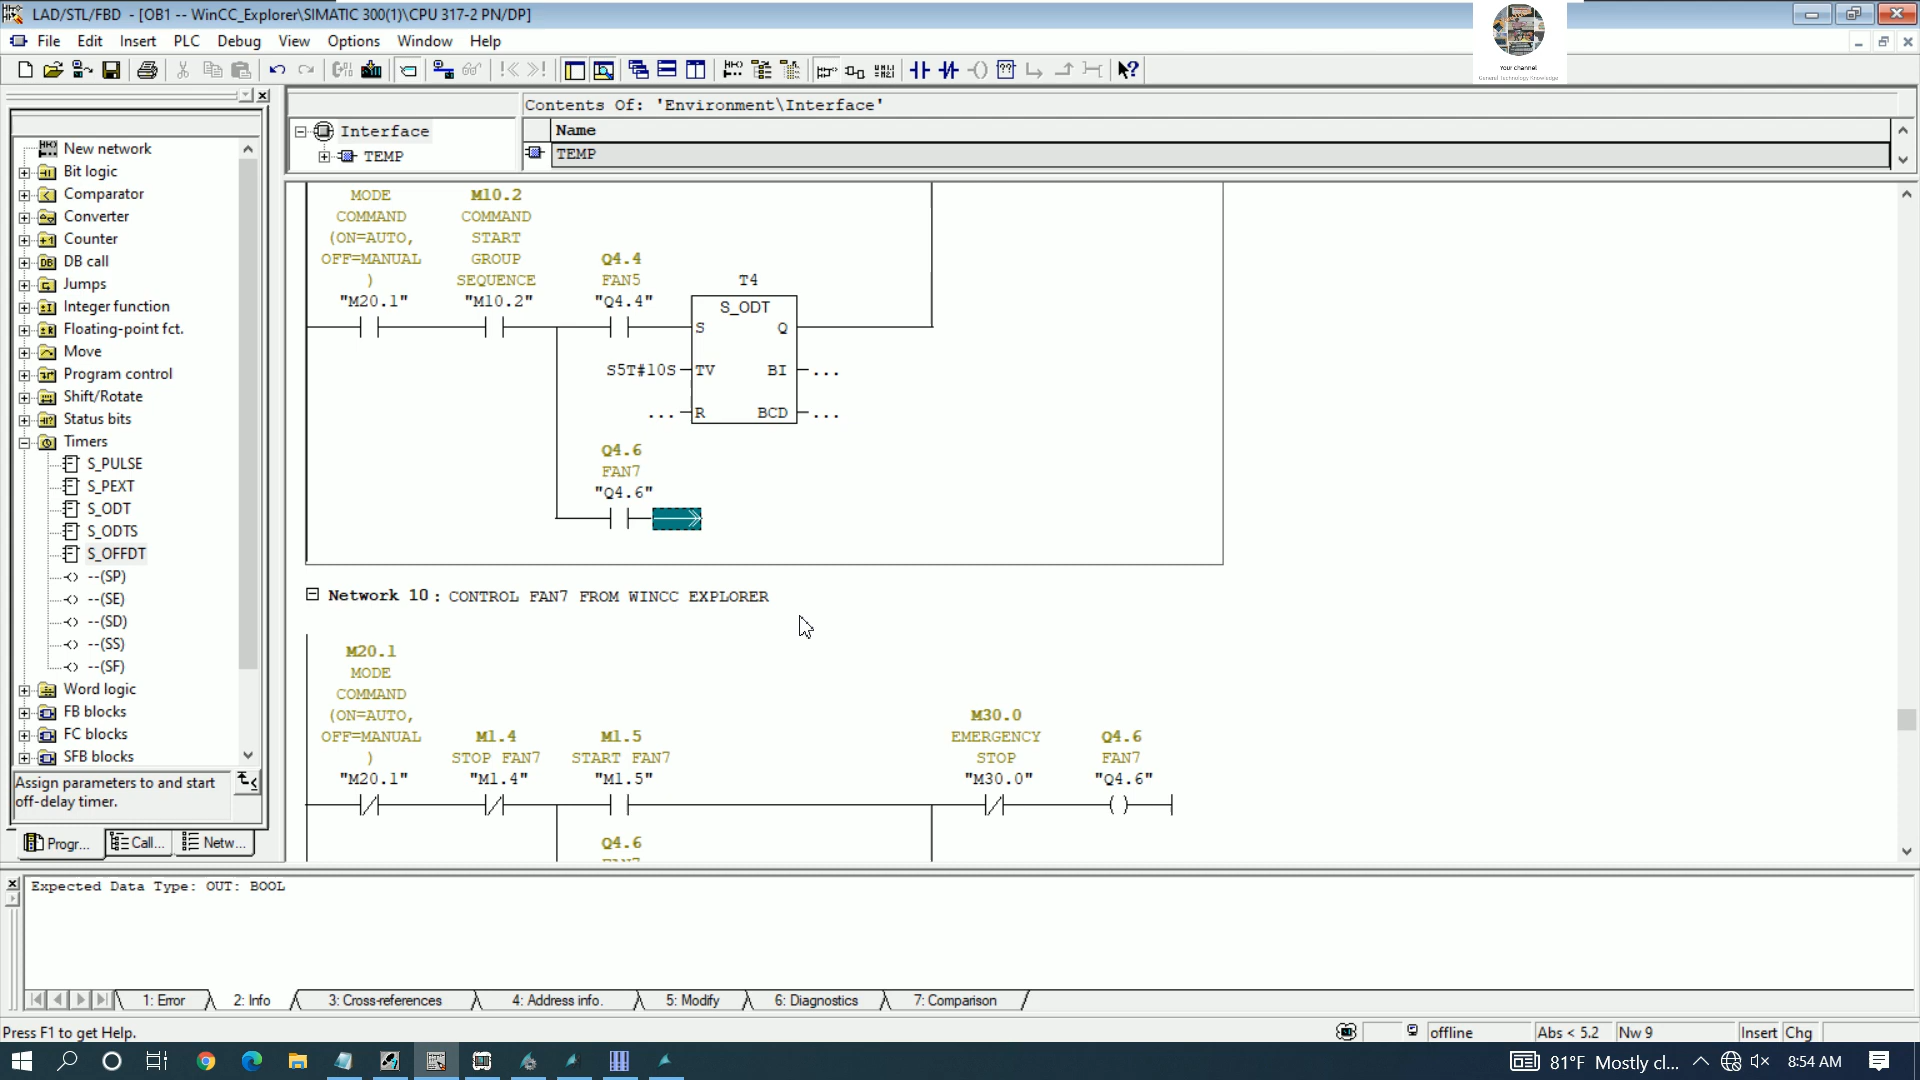 LAD/STL/FBD - [OB1 -- WinCC_Explorer\SIMATIC 300(1)\CPU 317-2 PN/DP]
File Edit Insert PLC Debug View Options Window Help
Your channel
General Technology Knowledge
New network
Bit logic
Comparator
Converter
Counter
DB call
Jumps
Integer function
Floating-point fct.
Move
Program control
Shift/Rotate
Status bits
Timers
S_PULSE
S_PEXT
S_ODT
S_ODTS
S_OFFDT
--(SP)
--(SE)
--(SD)
--(SS)
--(SF)
Word logic
FB blocks
FC blocks
SFB blocks
Assign parameters to and start
off-delay timer.
Progr... Call... Netw...
Contents Of: 'Environment\Interface'
Interface
TEMP
Name
TEMP
MODE
COMMAND
(ON=AUTO,
OFF=MANUAL
)
"M20.1"
M10.2
COMMAND
START
GROUP
SEQUENCE
"M10.2"
Q4.4
FAN5
"Q4.4"
T4
S_ODT
S Q
S5T#10S TV BI ...
... R BCD ...
Q4.6
FAN7
"Q4.6"
Network 10 : CONTROL FAN7 FROM WINCC EXPLORER
M20.1
MODE
COMMAND
(ON=AUTO,
OFF=MANUAL
)
"M20.1"
M1.4
STOP FAN7
"M1.4"
M1.5
START FAN7
"M1.5"
M30.0
EMERGENCY
STOP
"M30.0"
Q4.6
FAN7
"Q4.6"
Q4.6
Expected Data Type: OUT: BOOL
1: Error 2: Info 3: Cross-references 4: Address info. 5: Modify 6: Diagnostics 7: Comparison
Press F1 to get Help.
offline Abs < 5.2 Nw 9 Insert Chg
81°F Mostly cl... 8:54 AM